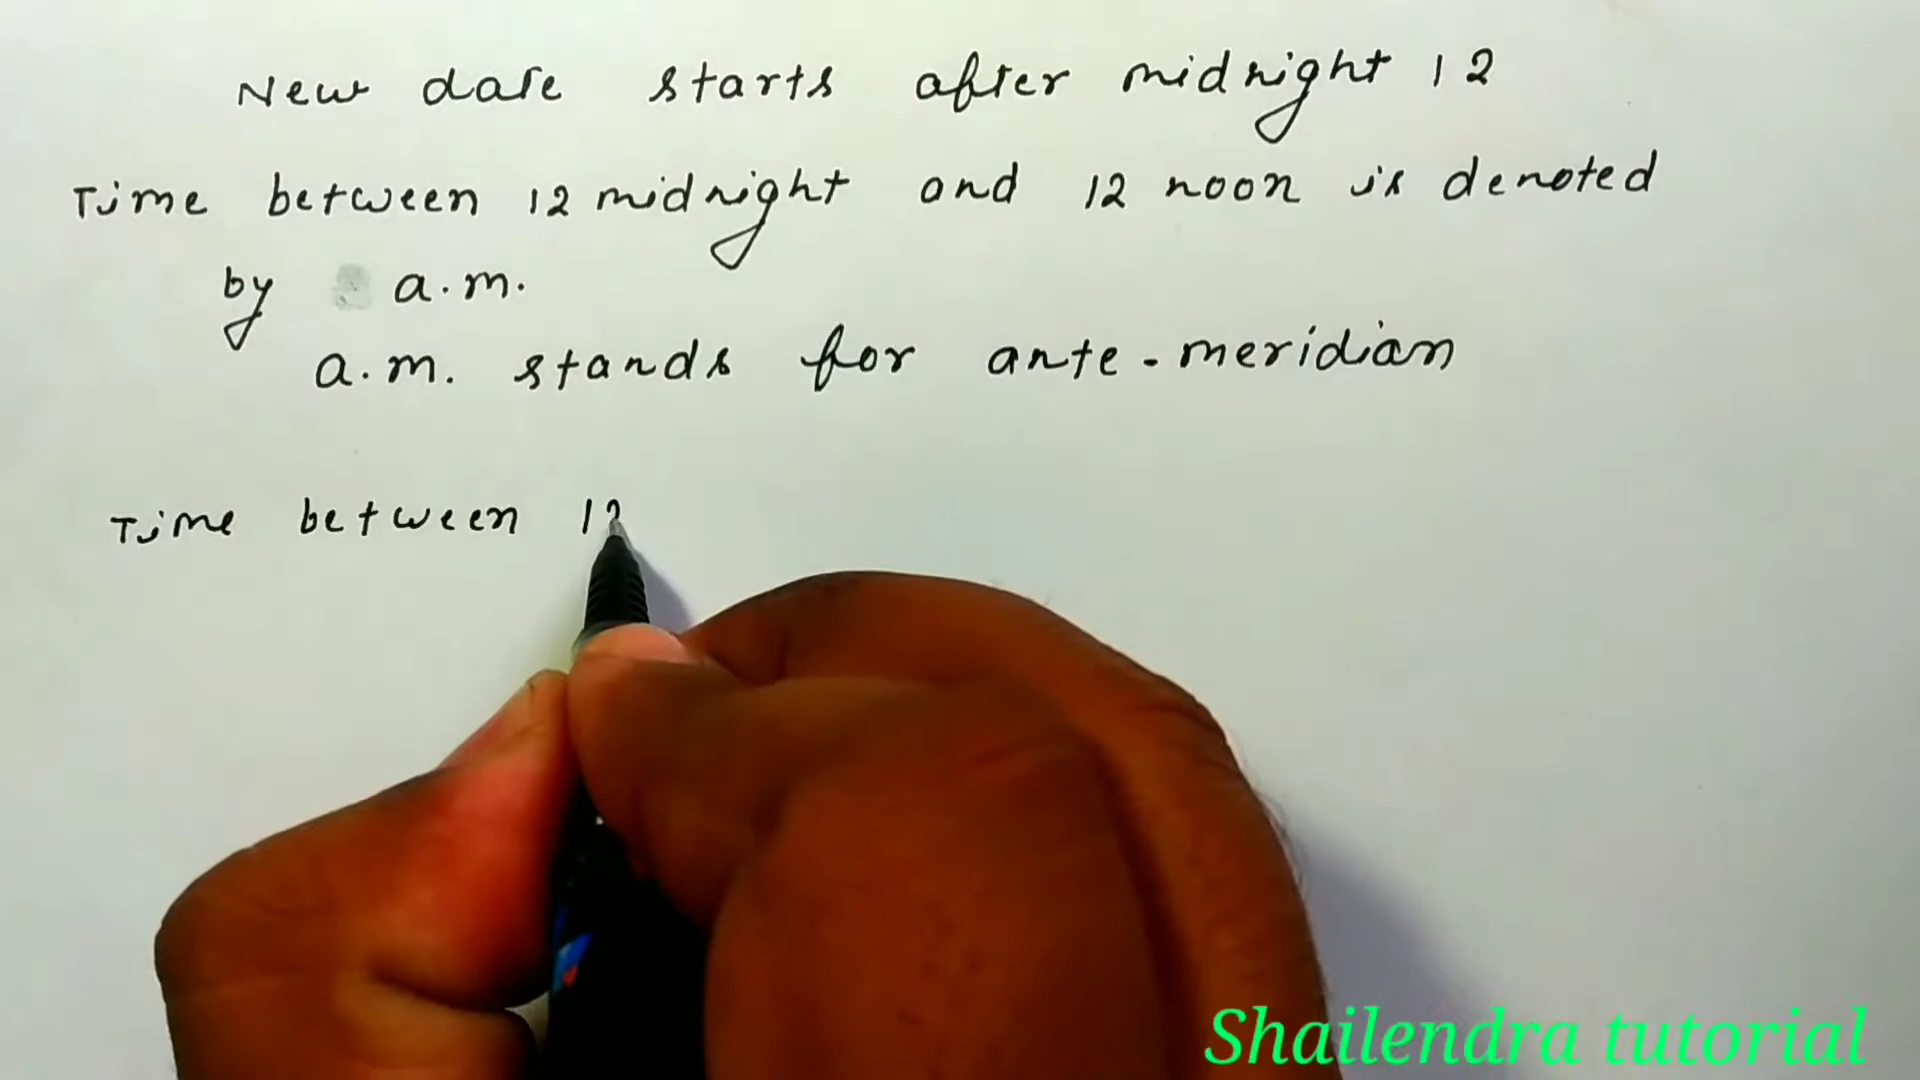 New date starts after midnight 12
Time between 12 midnight and 12 noon is denoted
by a.m.
a.m. stands for ante-meridian
Time between 12
Shailendra tutorial